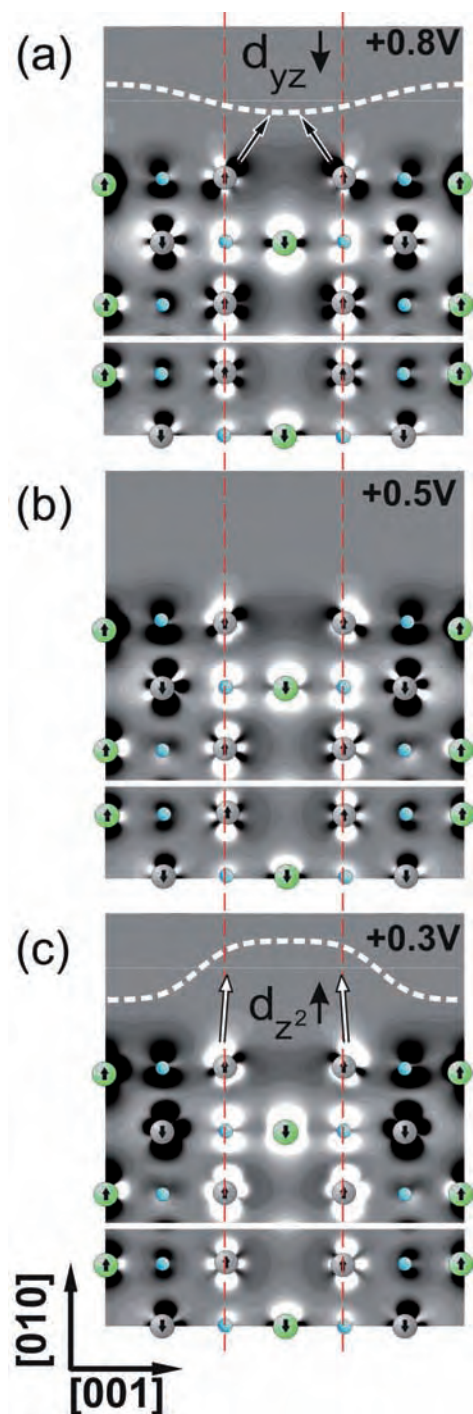 (a)
d_yz ↓
+0.8V
(b)
+0.5V
(c)
+0.3V
d_z² ↑
[010]
[001]